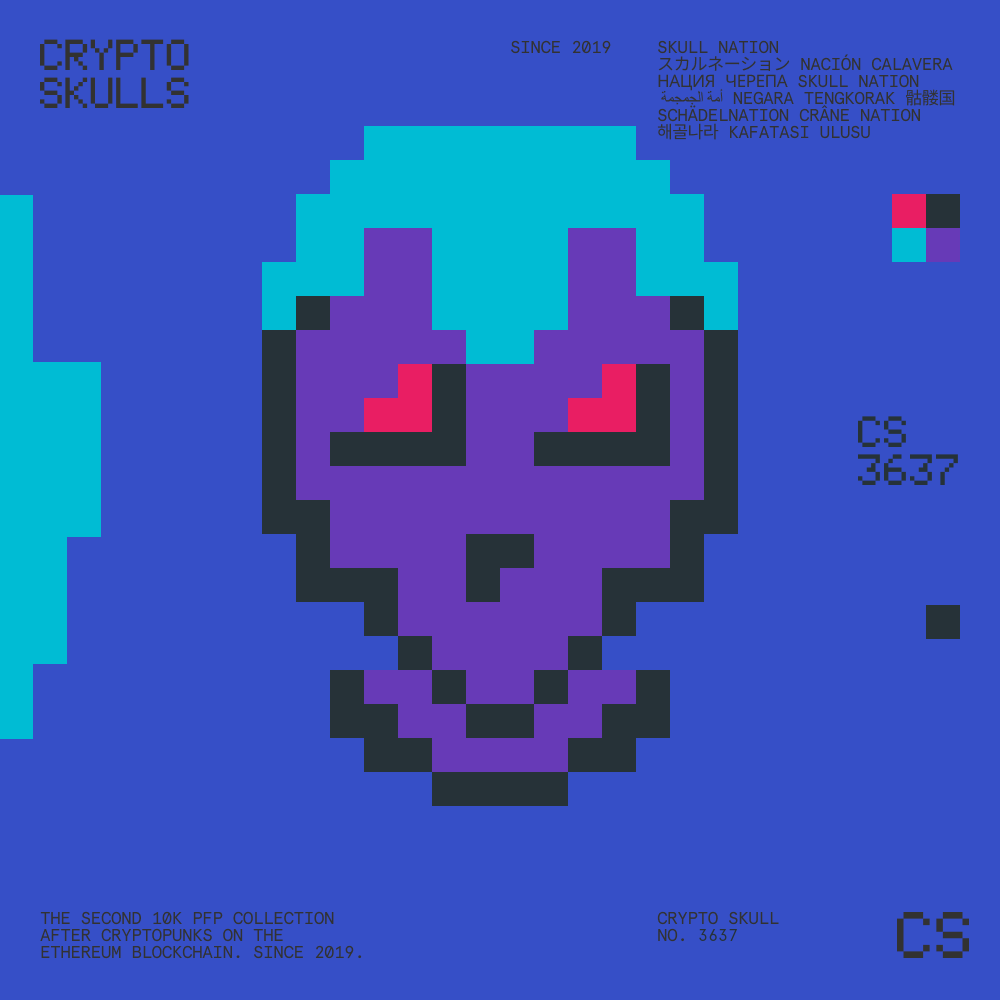 CRYPTO
SKULLS
SINCE 2019
SKULL NATION
スカルネーション NACIÓN CALAVERA
НАЦИЯ ЧЕРЕПА SKULL NATION
أمة الجمجمة NEGARA TENGKORAK 骷髅国
SCHÄDELNATION CRÂNE NATION
해골나라 KAFATASI ULUSU
CS
3637
THE SECOND 10K PFP COLLECTION
AFTER CRYPTOPUNKS ON THE
ETHEREUM BLOCKCHAIN. SINCE 2019.
CRYPTO SKULL
NO. 3637
CS